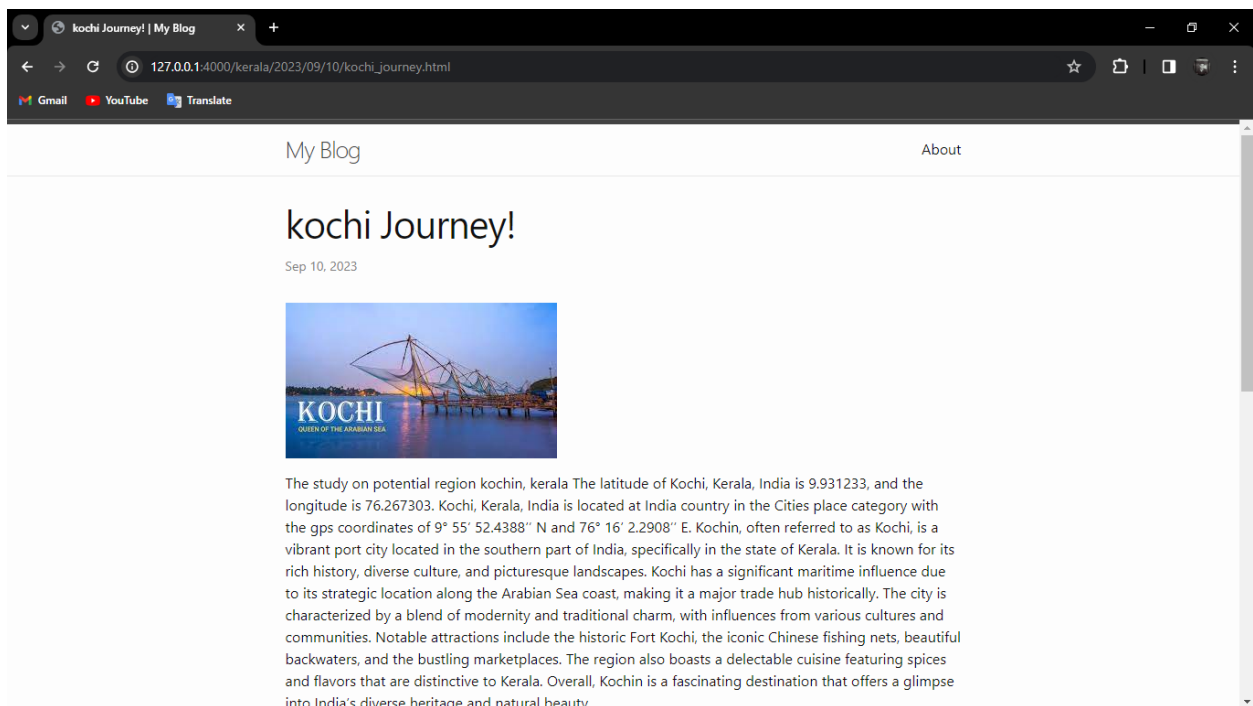 kochi Journey! | My Blog
127.0.0.1:4000/kerala/2023/09/10/kochi_journey.html
Gmail YouTube Translate
My Blog About
kochi Journey!
Sep 10, 2023
KOCHI
QUEEN OF THE ARABIAN SEA
The study on potential region kochin, kerala The latitude of Kochi, Kerala, India is 9.931233, and the
longitude is 76.267303. Kochi, Kerala, India is located at India country in the Cities place category with
the gps coordinates of 9° 55′ 52.4388′′ N and 76° 16′ 2.2908′′ E. Kochin, often referred to as Kochi, is a
vibrant port city located in the southern part of India, specifically in the state of Kerala. It is known for its
rich history, diverse culture, and picturesque landscapes. Kochi has a significant maritime influence due
to its strategic location along the Arabian Sea coast, making it a major trade hub historically. The city is
characterized by a blend of modernity and traditional charm, with influences from various cultures and
communities. Notable attractions include the historic Fort Kochi, the iconic Chinese fishing nets, beautiful
backwaters, and the bustling marketplaces. The region also boasts a delectable cuisine featuring spices
and flavors that are distinctive to Kerala. Overall, Kochin is a fascinating destination that offers a glimpse
into India's diverse heritage and natural beauty